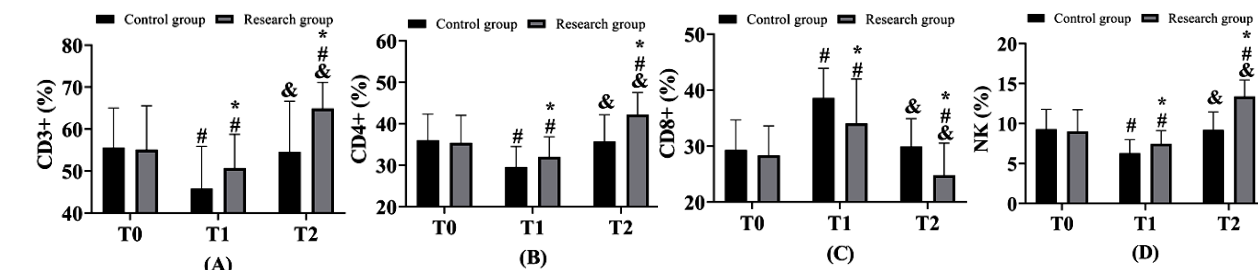 Control group Research group
80
70
60
50
40
CD3+ (%)
# * # & * # &
T0 T1 T2
(A)
Control group Research group
60
50
40
30
20
CD4+ (%)
# * # & * # &
T0 T1 T2
(B)
Control group Research group
50
40
30
20
CD8+ (%)
# * # & * # &
T0 T1 T2
(C)
Control group Research group
20
15
10
5
0
NK (%)
# * # & * # &
T0 T1 T2
(D)